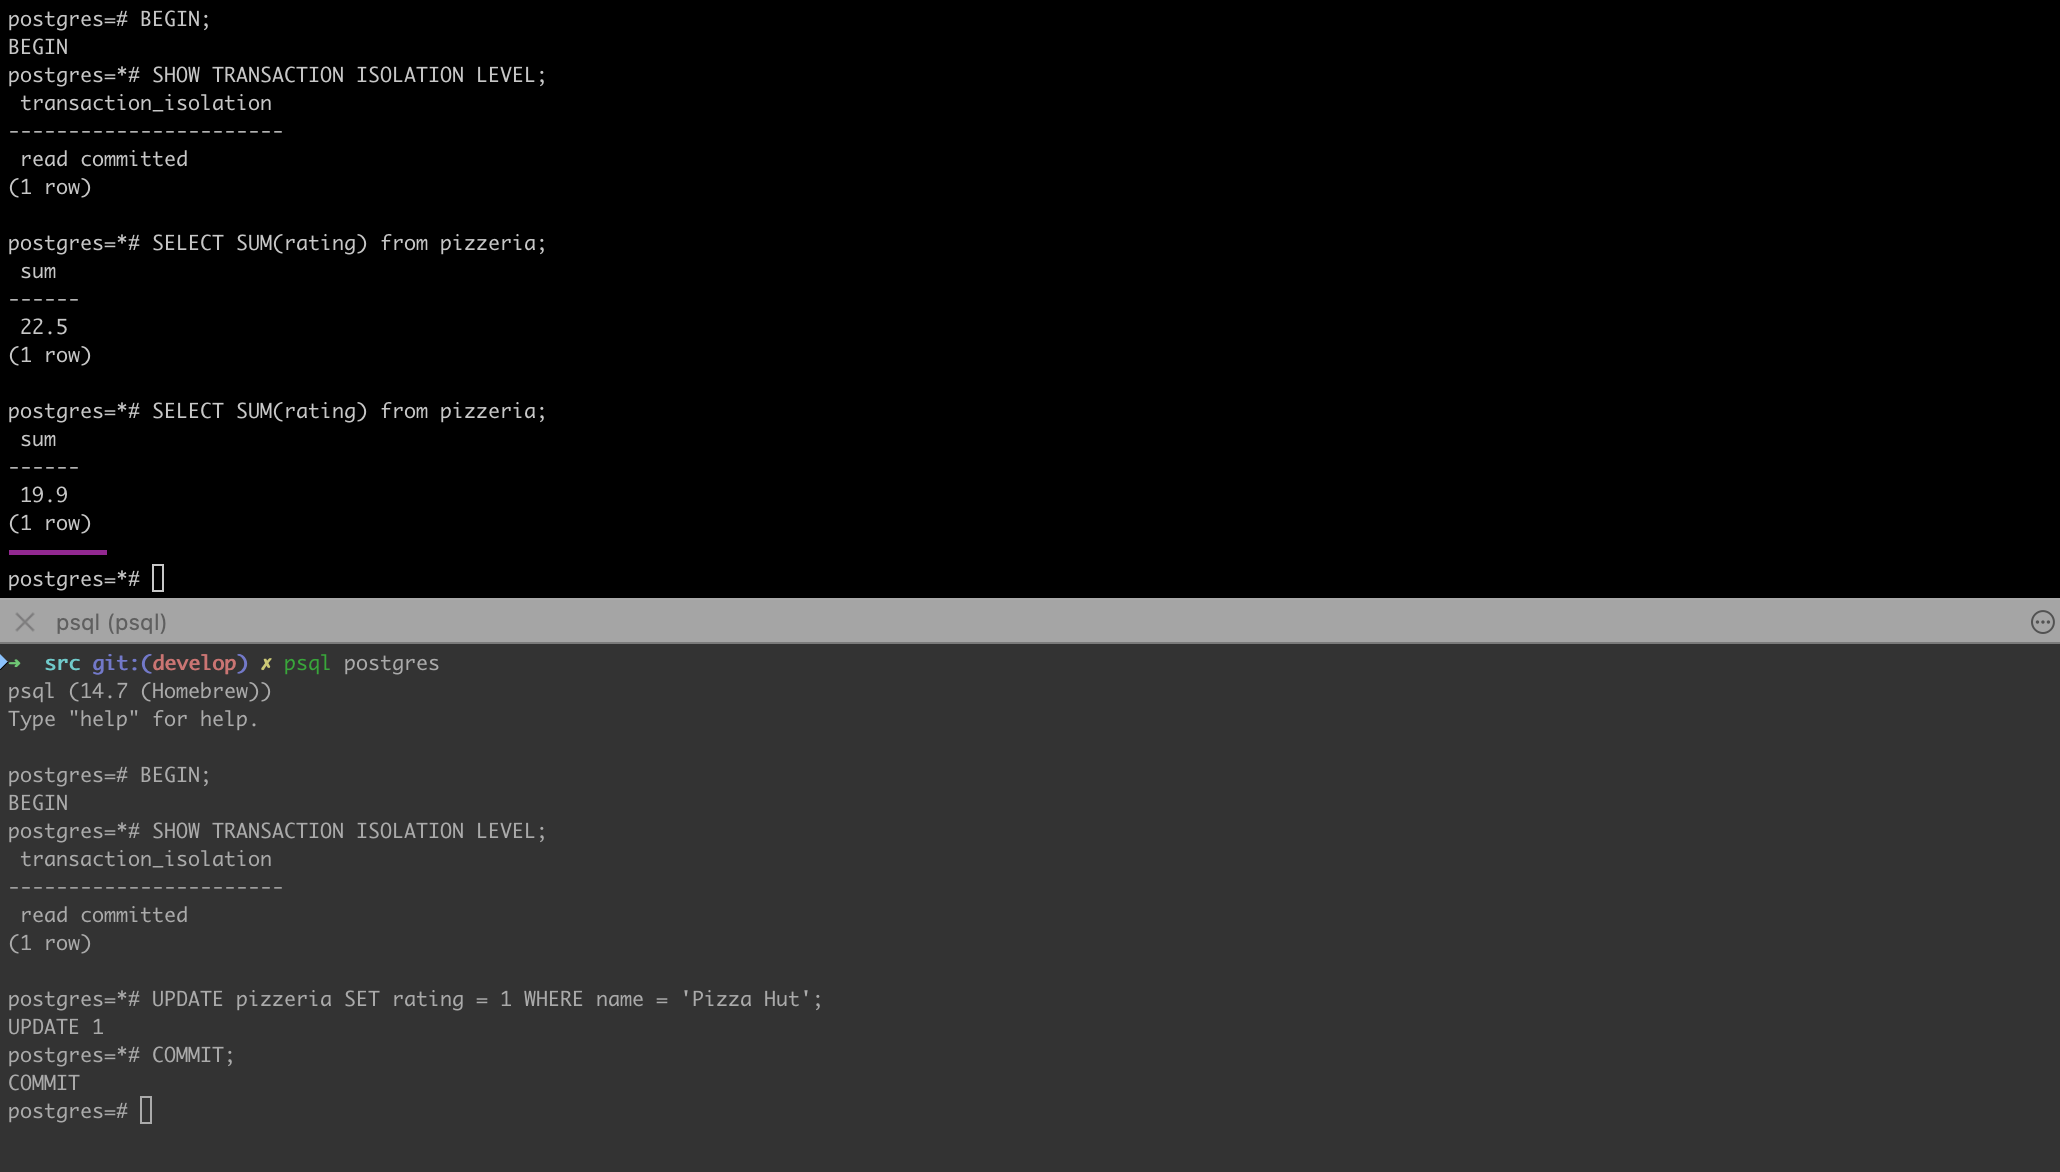 postgres=# BEGIN;
BEGIN
postgres=*# SHOW TRANSACTION ISOLATION LEVEL;
 transaction_isolation
-----------------------
 read committed
(1 row)

postgres=*# SELECT SUM(rating) from pizzeria;
 sum
------
 22.5
(1 row)

postgres=*# SELECT SUM(rating) from pizzeria;
 sum
------
 19.9
(1 row)

postgres=*#
psql (psql)
➜  src git:(develop) ✗ psql postgres
psql (14.7 (Homebrew))
Type "help" for help.

postgres=# BEGIN;
BEGIN
postgres=*# SHOW TRANSACTION ISOLATION LEVEL;
 transaction_isolation
-----------------------
 read committed
(1 row)

postgres=*# UPDATE pizzeria SET rating = 1 WHERE name = 'Pizza Hut';
UPDATE 1
postgres=*# COMMIT;
COMMIT
postgres=#